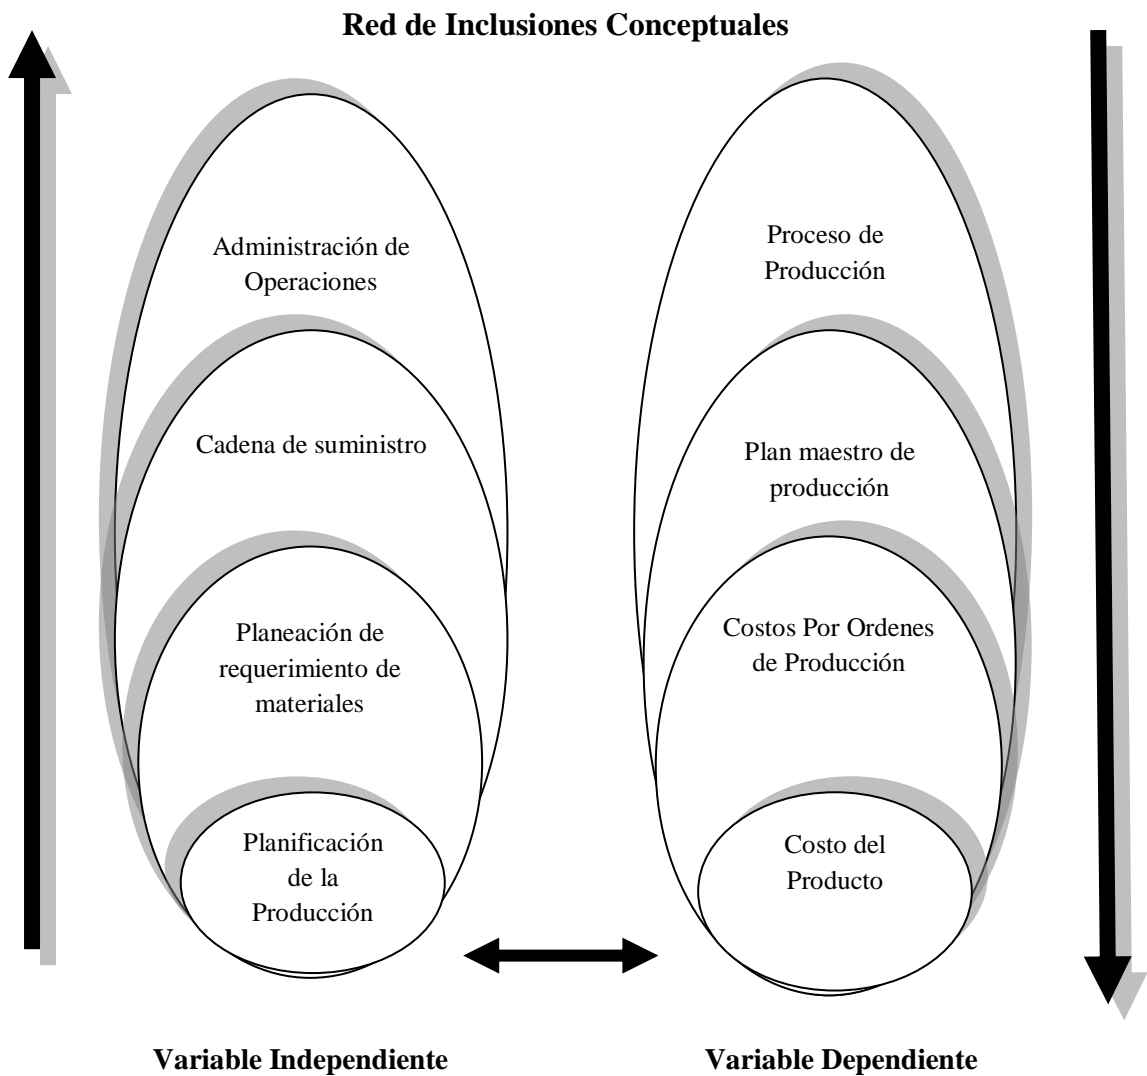 Red de Inclusiones Conceptuales
Administración de
Operaciones
Cadena de suministro
Planeación de
requerimiento de
materiales
Planificación
de la
Producción
Proceso de
Producción
Plan maestro de
producción
Costos Por Ordenes
de Producción
Costo del
Producto
Variable Independiente
Variable Dependiente